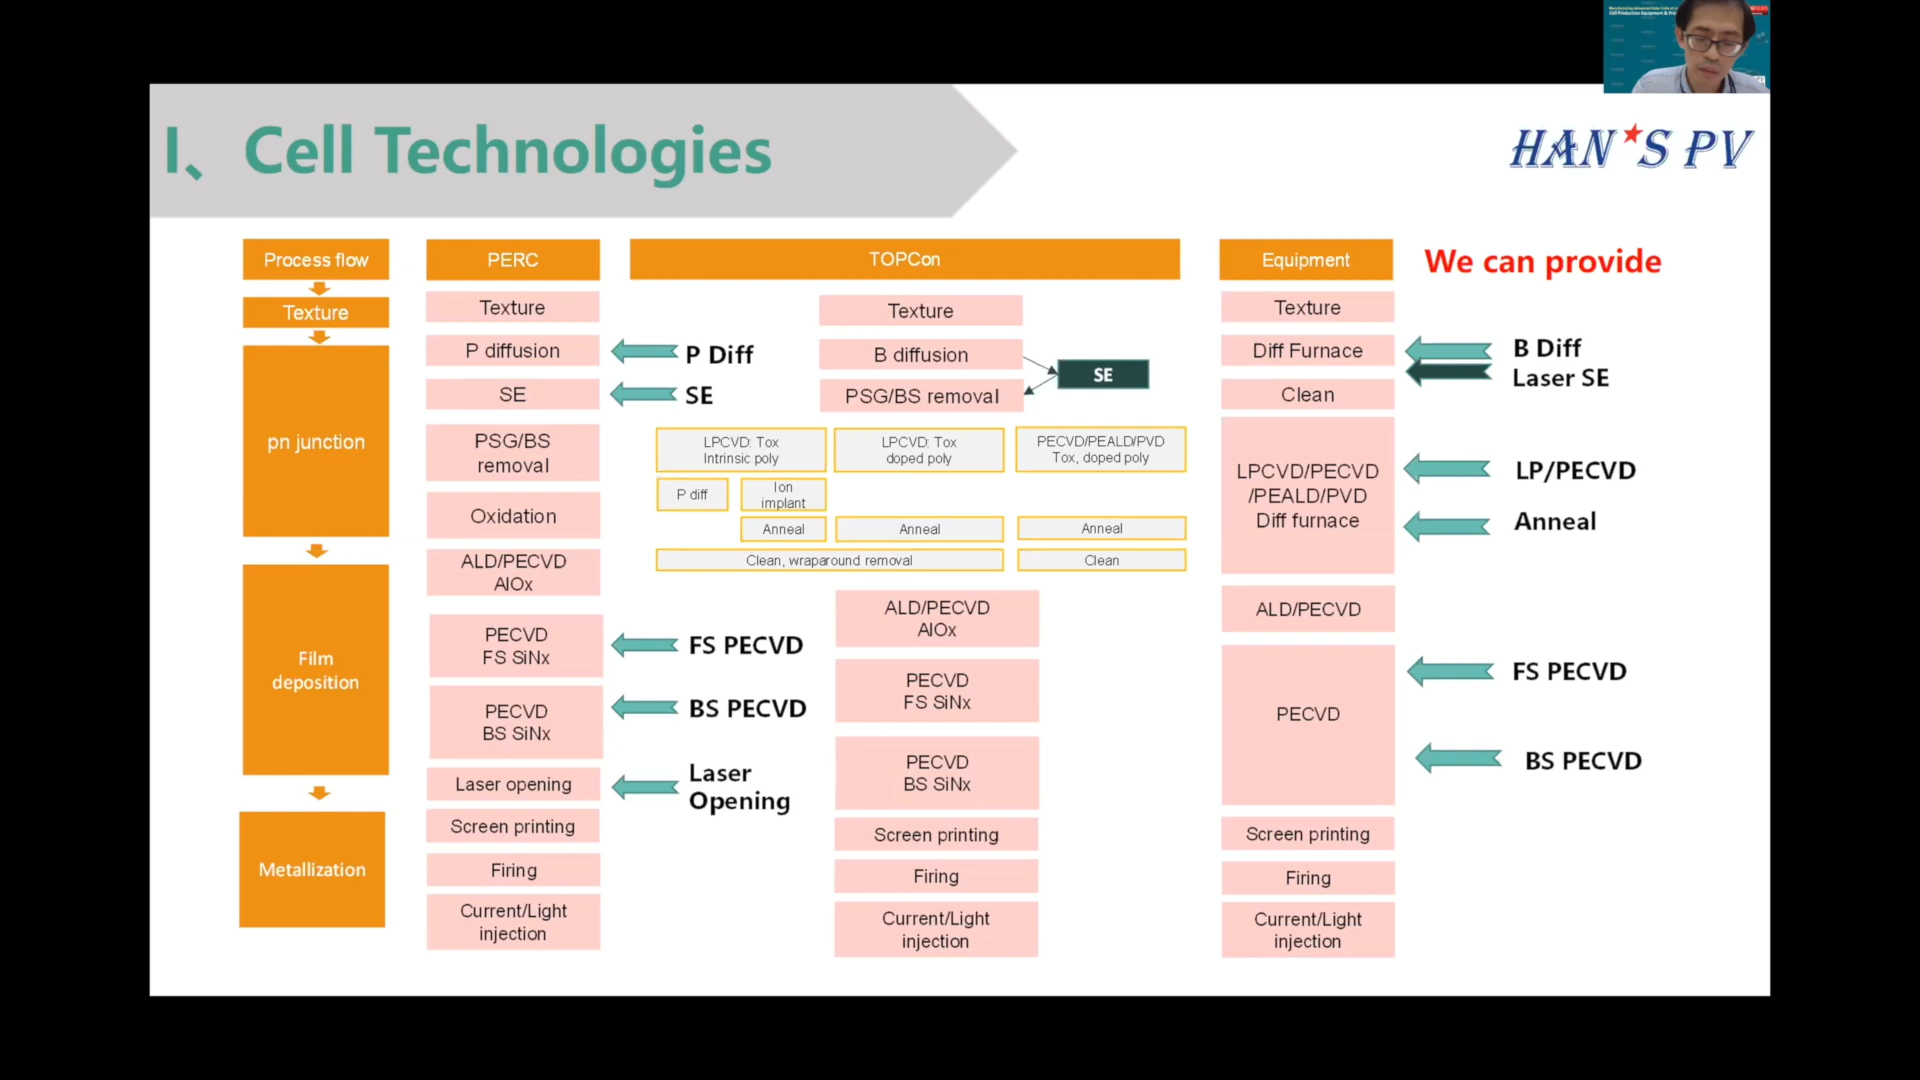 I、Cell Technologies
HAN★S PV
Process flow
Texture
pn junction
Film
deposition
Metallization
PERC
Texture
P diffusion
SE
PSG/BS
removal
Oxidation
ALD/PECVD
AlOx
PECVD
FS SiNx
PECVD
BS SiNx
Laser opening
Screen printing
Firing
Current/Light
injection
P Diff
SE
FS PECVD
BS PECVD
Laser
Opening
TOPCon
Texture
B diffusion
PSG/BS removal
SE
LPCVD: Tox
Intrinsic poly
LPCVD: Tox
doped poly
PECVD/PEALD/PVD
Tox, doped poly
P diff
Ion
implant
Anneal
Anneal
Anneal
Clean, wraparound removal
Clean
ALD/PECVD
AlOx
PECVD
FS SiNx
PECVD
BS SiNx
Screen printing
Firing
Current/Light
injection
Equipment
Texture
Diff Furnace
Clean
LPCVD/PECVD
/PEALD/PVD
Diff furnace
ALD/PECVD
PECVD
Screen printing
Firing
Current/Light
injection
We can provide
B Diff
Laser SE
LP/PECVD
Anneal
FS PECVD
BS PECVD